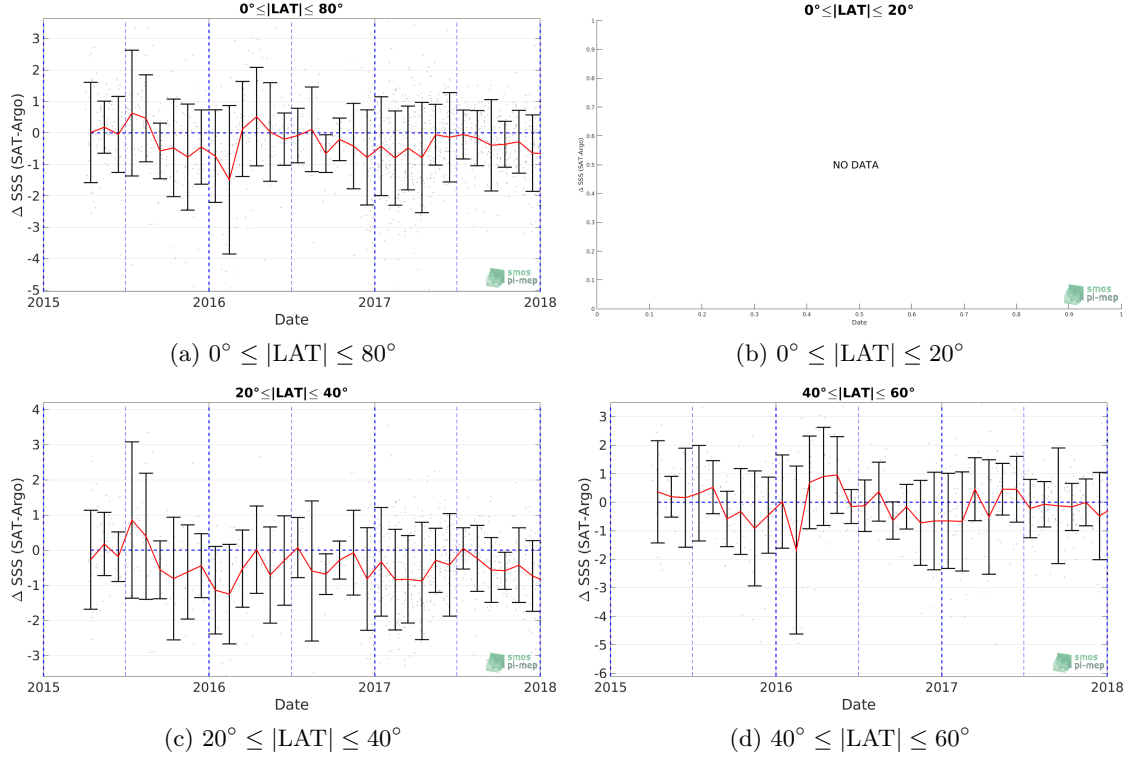 0°≤|LAT|≤ 80°
Δ SSS (SAT-Argo)
3
2
1
0
-1
-2
-3
-4
-5
2015
2016
2017
2018
Date
smos
pi-mep
(a) 0° ≤ |LAT| ≤ 80°
0°≤|LAT|≤ 20°
Δ SSS (SAT-Argo)
1
0.9
0.8
0.7
0.6
0.5
0.4
0.3
0.2
0.1
0
NO DATA
0
0.1
0.2
0.3
0.4
0.5
0.6
0.7
0.8
0.9
1
Date
smos
pi-mep
(b) 0° ≤ |LAT| ≤ 20°
20°≤|LAT|≤ 40°
Δ SSS (SAT-Argo)
4
3
2
1
0
-1
-2
-3
2015
2016
2017
2018
Date
smos
pi-mep
(c) 20° ≤ |LAT| ≤ 40°
40°≤|LAT|≤ 60°
Δ SSS (SAT-Argo)
3
2
1
0
-1
-2
-3
-4
-5
-6
2015
2016
2017
2018
Date
smos
pi-mep
(d) 40° ≤ |LAT| ≤ 60°